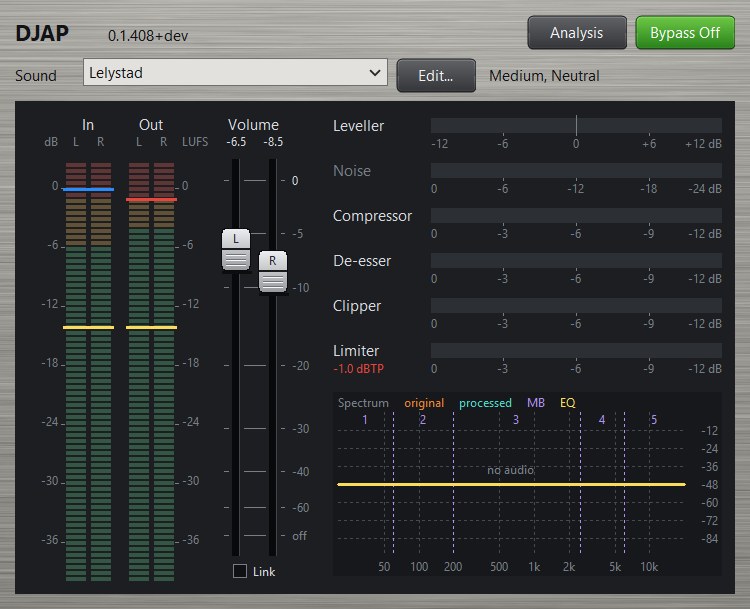 DJAP 0.1.408+dev Analysis Bypass Off
Sound Lelystad Edit... Medium, Neutral
In Out Volume
dB L R L R LUFS -6.5 -8.5
0 0
-6 -6
-12 -12
-18 -18
-24 -24
-30 -30
-36 -36
L
R
0
-5
-10
-20
-30
-40
-60
off
Link
Leveller
-12 -6 0 +6 +12 dB
Noise
0 -6 -12 -18 -24 dB
Compressor
0 -3 -6 -9 -12 dB
De-esser
0 -3 -6 -9 -12 dB
Clipper
0 -3 -6 -9 -12 dB
Limiter
-1.0 dBTP 0 -3 -6 -9 -12 dB
Spectrum original processed MB EQ
1 2 3 4 5
no audio
-12
-24
-36
-48
-60
-72
-84
50 100 200 500 1k 2k 5k 10k